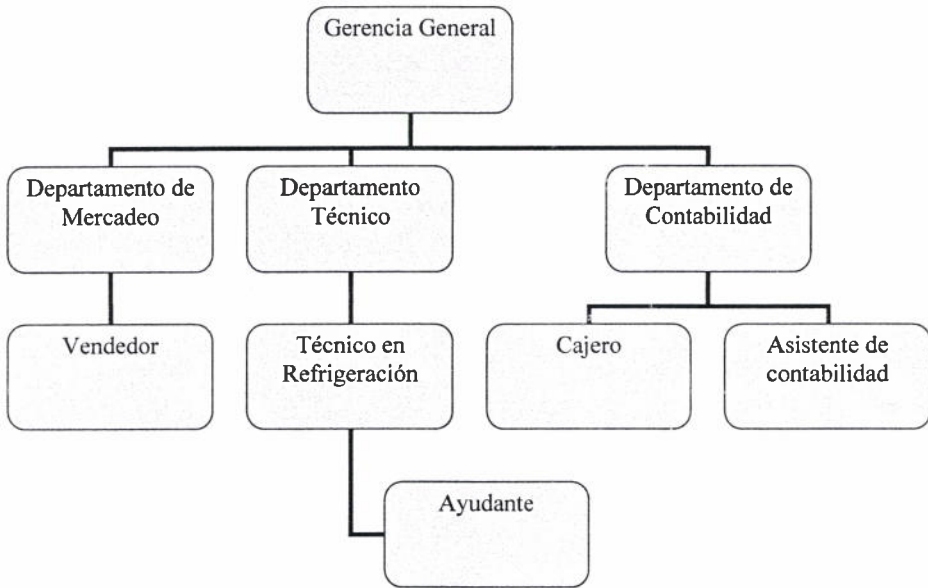 Gerencia General
Departamento de
Mercadeo
Departamento
Técnico
Departamento de
Contabilidad
Vendedor
Técnico en
Refrigeración
Cajero
Asistente de
contabilidad
Ayudante